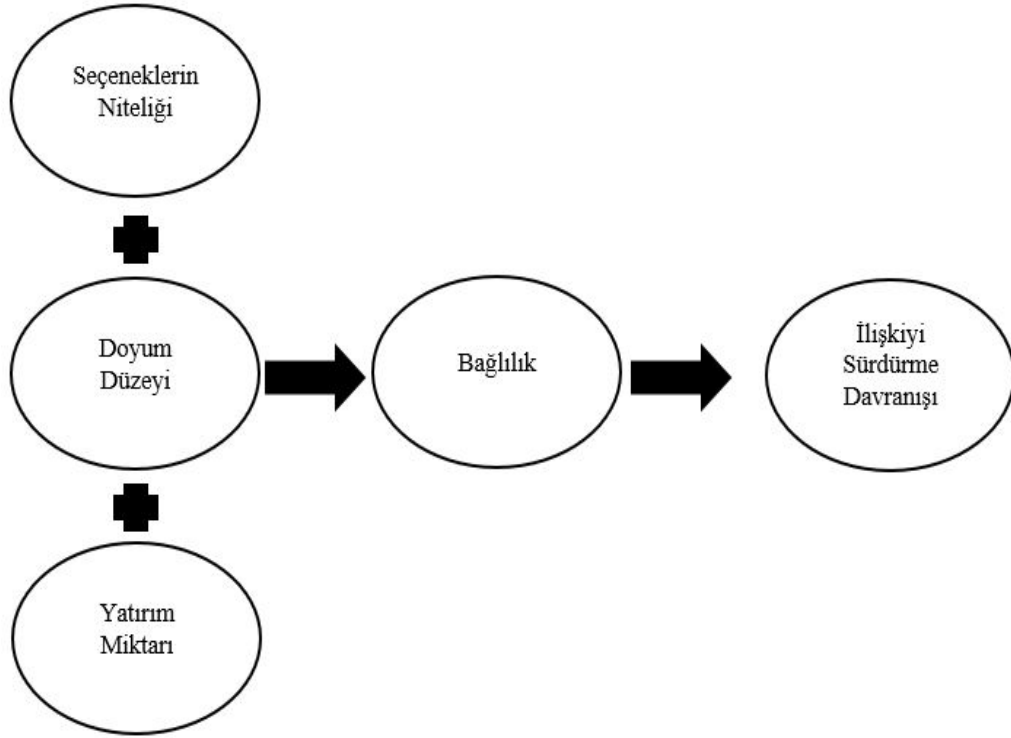 Seçeneklerin
Niteliği
Doyum
Düzeyi
Bağlılık
İlişkiyi
Sürdürme
Davranışı
Yatırım
Miktarı